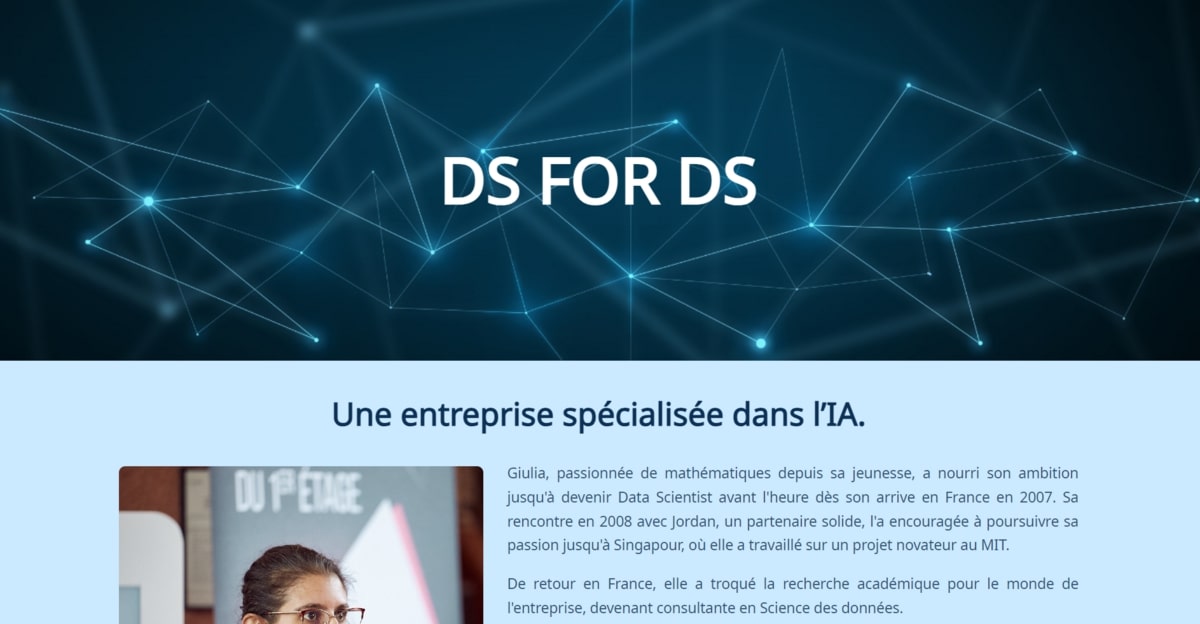 DS FOR DS
Une entreprise spécialisée dans l’IA.
DU 1ER ÉTAGE
Giulia, passionnée de mathématiques depuis sa jeunesse, a nourri son ambition
jusqu'à devenir Data Scientist avant l'heure dès son arrive en France en 2007. Sa
rencontre en 2008 avec Jordan, un partenaire solide, l'a encouragée à poursuivre sa
passion jusqu'à Singapour, où elle a travaillé sur un projet novateur au MIT.
De retour en France, elle a troqué la recherche académique pour le monde de
l'entreprise, devenant consultante en Science des données.